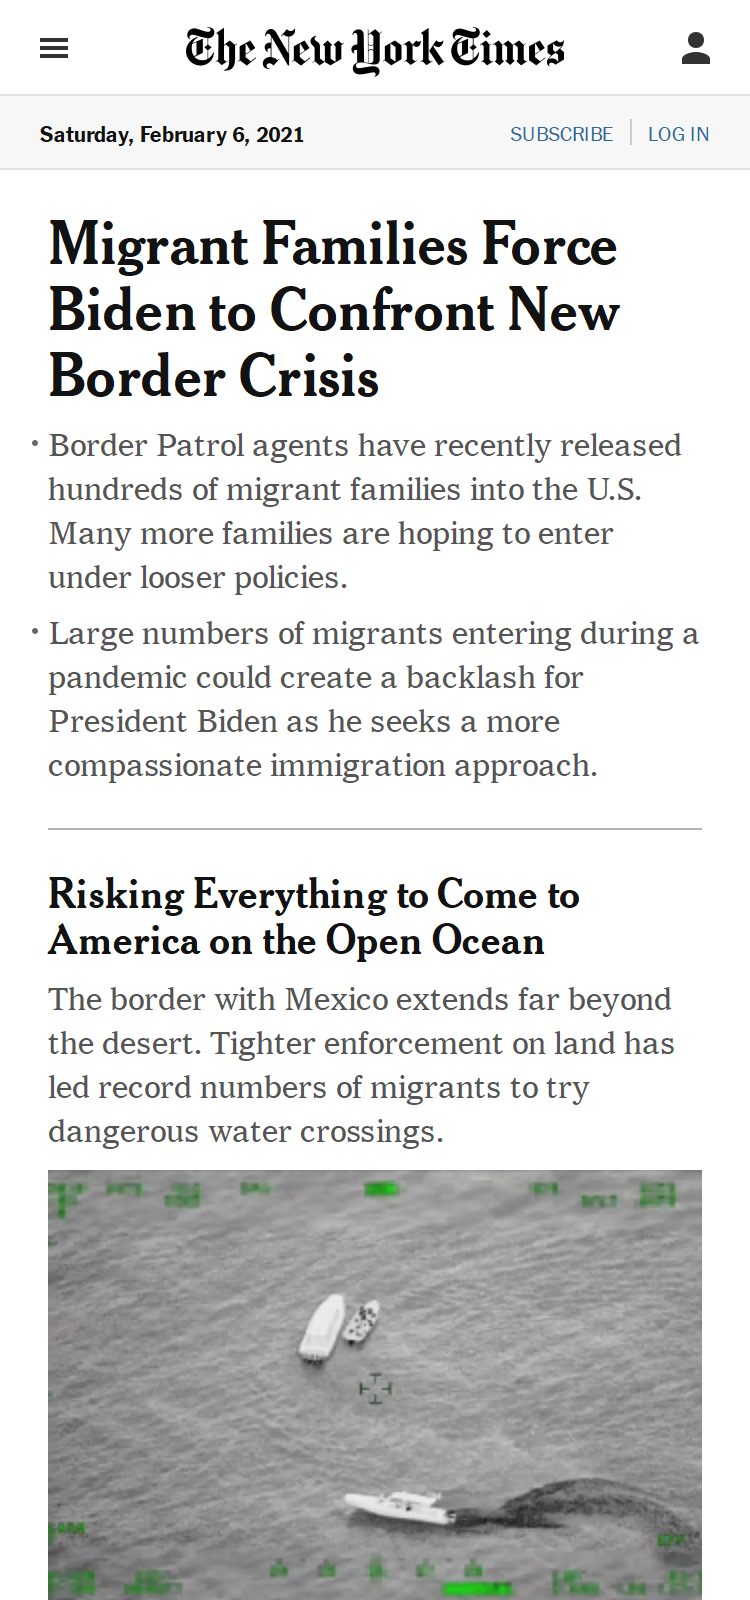 The New York Times
Saturday, February 6, 2021
SUBSCRIBE
LOG IN
Migrant Families Force
Biden to Confront New
Border Crisis
• Border Patrol agents have recently released
hundreds of migrant families into the U.S.
Many more families are hoping to enter
under looser policies.
• Large numbers of migrants entering during a
pandemic could create a backlash for
President Biden as he seeks a more
compassionate immigration approach.
Risking Everything to Come to
America on the Open Ocean
The border with Mexico extends far beyond
the desert. Tighter enforcement on land has
led record numbers of migrants to try
dangerous water crossings.